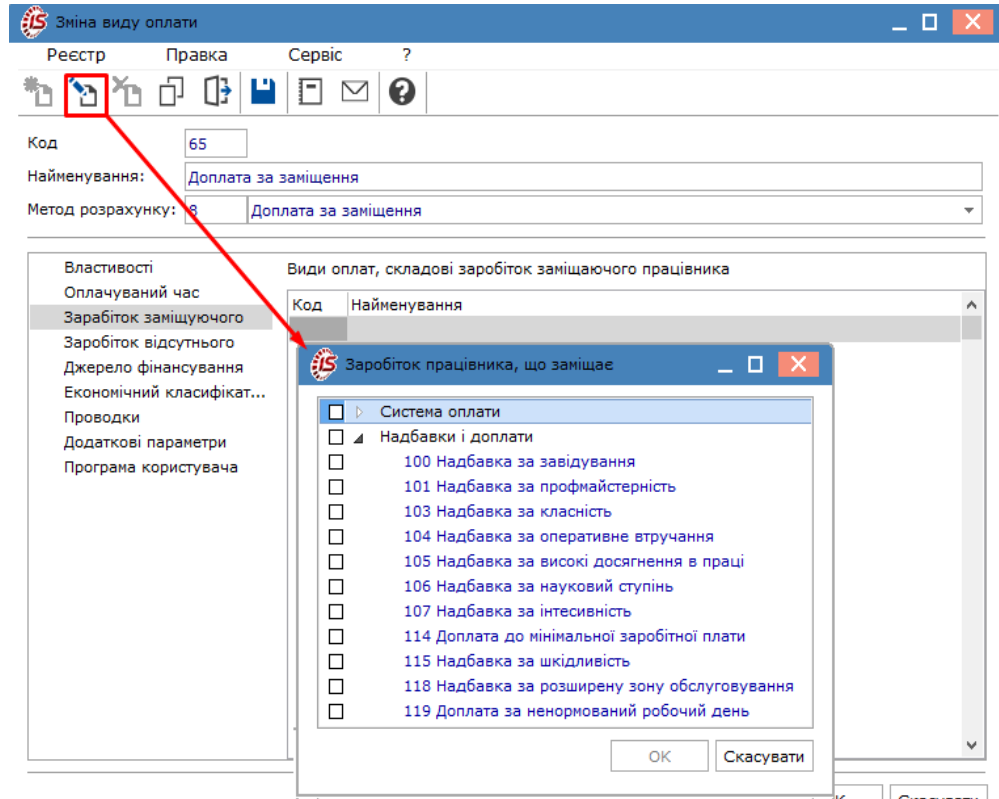 Зміна виду оплати
Реєстр Правка Сервіс ?
Код 65
Найменування: Доплата за заміщення
Метод розрахунку: 8 Доплата за заміщення
Властивості
Оплачуваний час
Зарабіток заміщуючого
Заробіток відсутнього
Джерело фінансування
Економічний класифікат...
Проводки
Додаткові параметри
Програма користувача
Види оплат, складові заробіток заміщаючого працівника
Код Найменування
Заробіток працівника, що заміщає
Система оплати
Надбавки і доплати
100 Надбавка за завідування
101 Надбавка за профмайстерність
103 Надбавка за класність
104 Надбавка за оперативне втручання
105 Надбавка за високі досягнення в праці
106 Надбавка за науковий ступінь
107 Надбавка за інтесивність
114 Доплата до мінімальної заробітної плати
115 Надбавка за шкідливість
118 Надбавка за розширену зону обслуговування
119 Доплата за ненормований робочий день
OK Скасувати